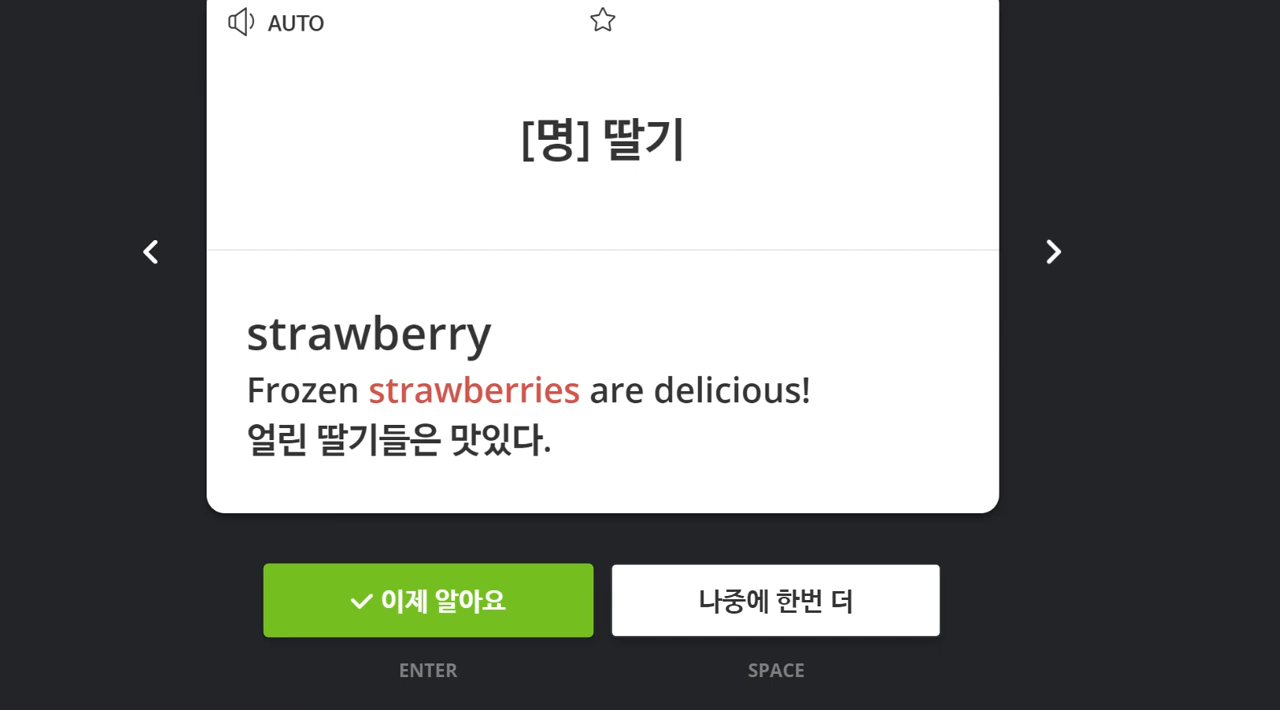 AUTO
[명] 딸기
strawberry
Frozen strawberries are delicious!
얼린 딸기들은 맛있다.
이제 알아요
나중에 한번 더
ENTER
SPACE